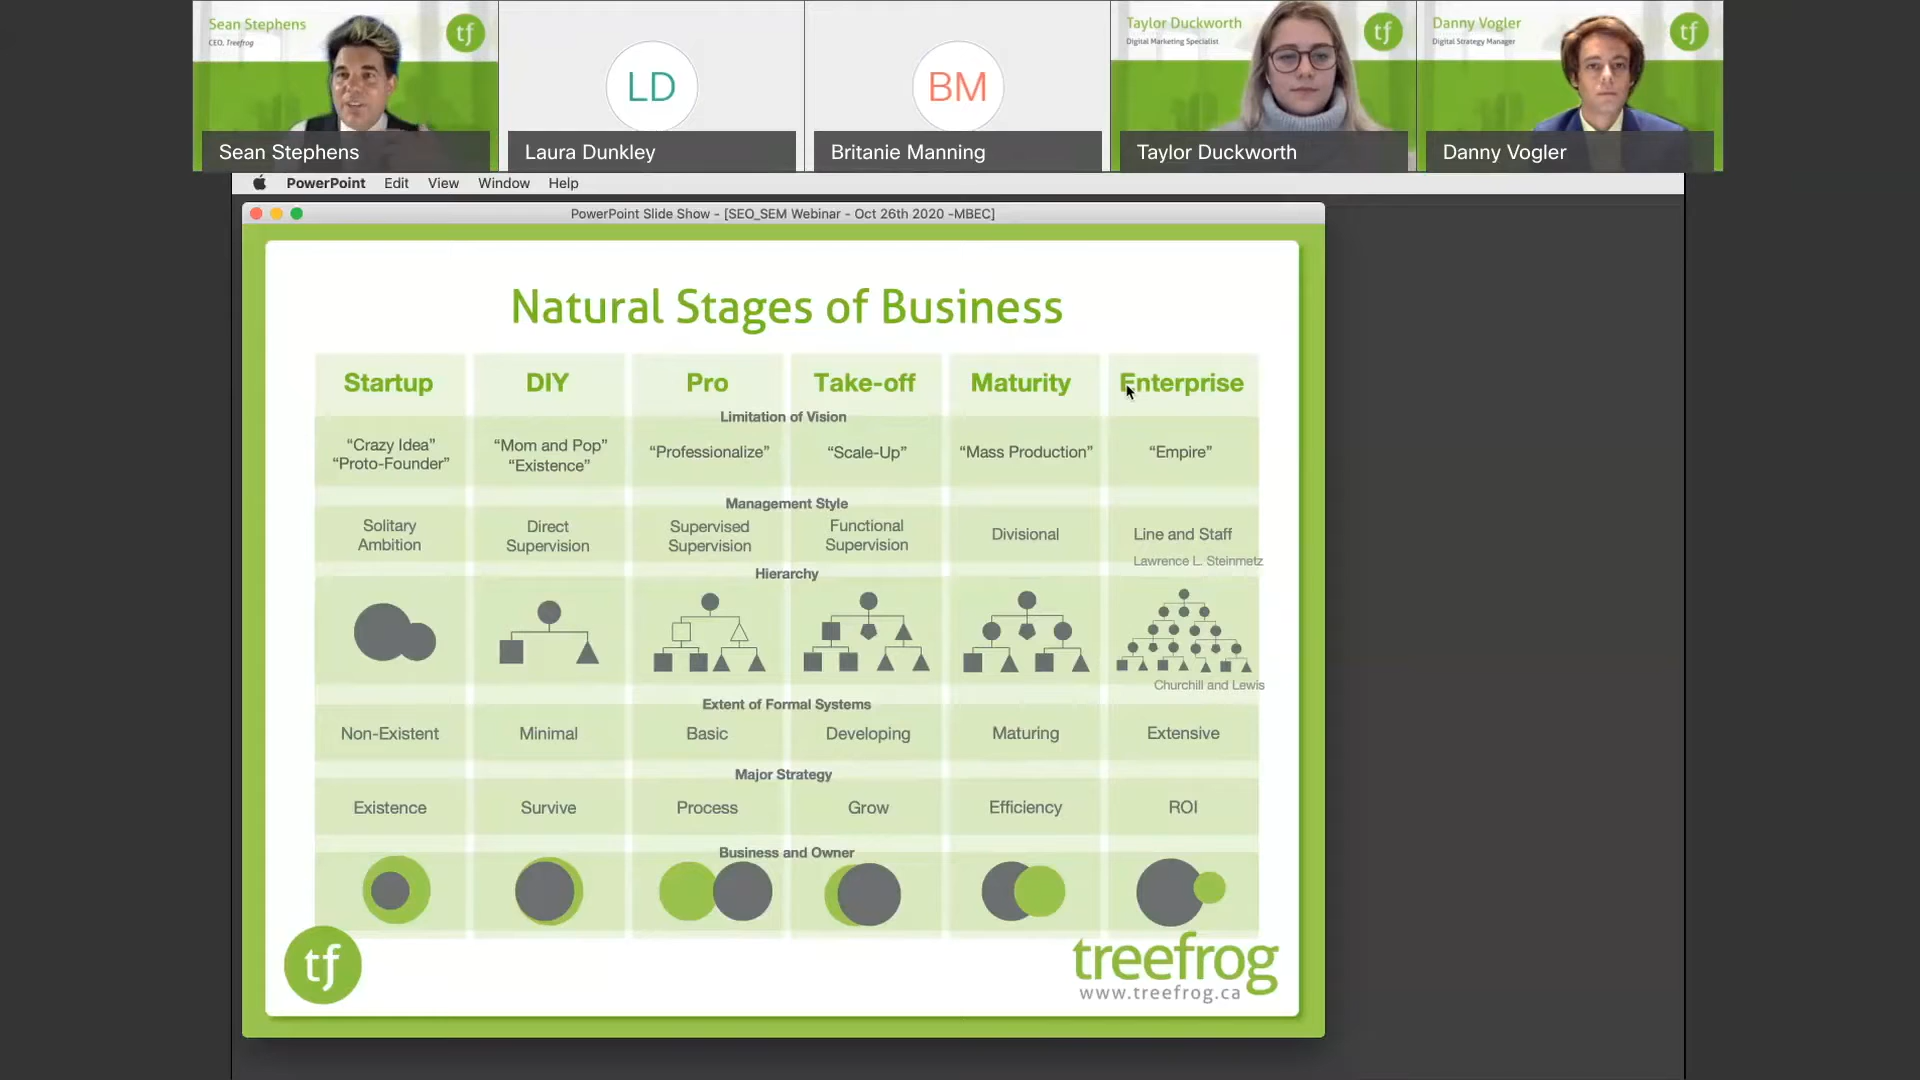 Sean Stephens
CEO, Treefrog
tf
LD
BM
Taylor Duckworth
Digital Marketing Specialist
tf
Danny Vogler
Digital Strategy Manager
tf
Sean Stephens
Laura Dunkley
Britanie Manning
Taylor Duckworth
Danny Vogler
PowerPoint Edit View Window Help
PowerPoint Slide Show - [SEO_SEM Webinar - Oct 26th 2020 -MBEC]
Natural Stages of Business
Startup DIY Pro Take-off Maturity Enterprise
Limitation of Vision
“Crazy Idea”
“Proto-Founder”
“Mom and Pop”
“Existence”
“Professionalize”
“Scale-Up”
“Mass Production”
“Empire”
Management Style
Solitary
Ambition
Direct
Supervision
Supervised
Supervision
Functional
Supervision
Divisional
Line and Staff
Lawrence L. Steinmetz
Hierarchy
Churchill and Lewis
Extent of Formal Systems
Non-Existent Minimal Basic Developing Maturing Extensive
Major Strategy
Existence Survive Process Grow Efficiency ROI
Business and Owner
tf
treefrog
www.treefrog.ca